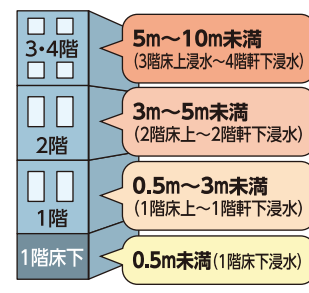 3・4階
5m～10m未満
(3階床上浸水～4階軒下浸水)
2階
3m～5m未満
(2階床上～2階軒下浸水)
1階
0.5m～3m未満
(1階床上～1階軒下浸水)
1階床下
0.5m未満(1階床下浸水)